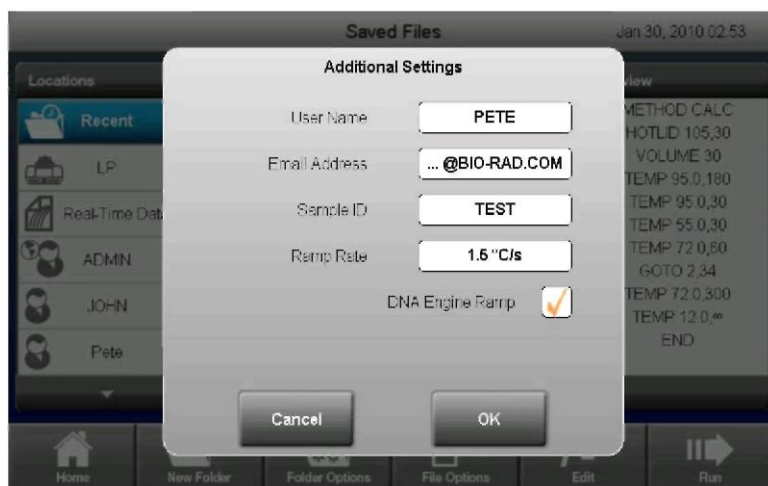 Saved Files
Jan 30, 2010 02:53
Additional Settings
User Name
PETE
Email Address
... @BIO-RAD.COM
Sample ID
TEST
Ramp Rate
1.6 °C/s
DNA Engine Ramp
Cancel
OK
Locations
Recent
LP
Real-Time Dat
ADMIN
JOHN
Pete
view
METHOD CALC
HOTLID 105,30
VOLUME 30
TEMP 95.0,180
TEMP 95.0,30
TEMP 55.0,30
TEMP 72.0,60
GOTO 2,34
TEMP 72.0,300
TEMP 12.0,∞
END
Home
New Folder
Folder Options
File Options
Edit
Run